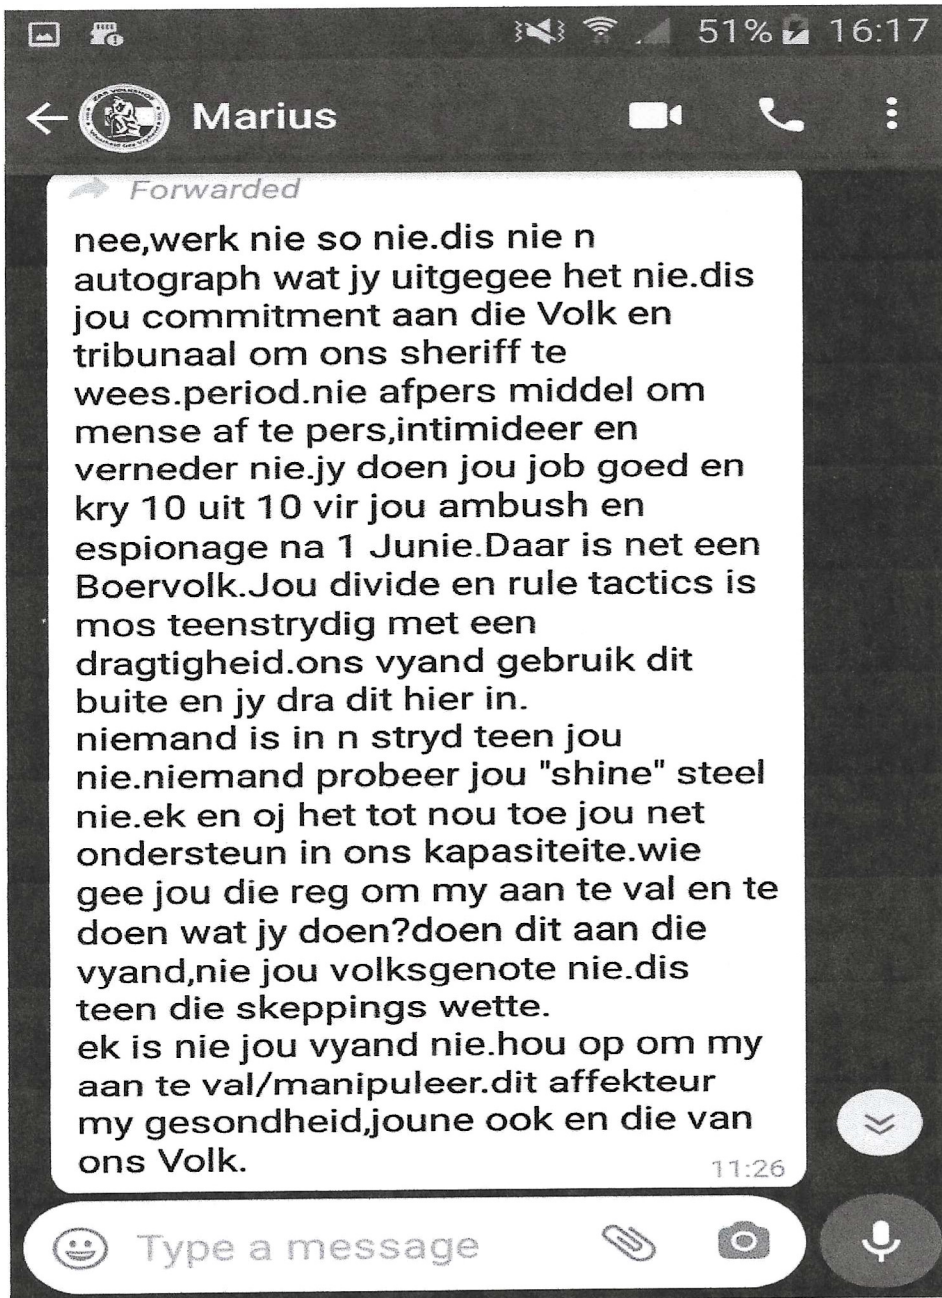 51% 16:17
Marius
Forwarded
nee,werk nie so nie.dis nie n
autograph wat jy uitgegee het nie.dis
jou commitment aan die Volk en
tribunaal om ons sheriff te
wees.period.nie afpers middel om
mense af te pers,intimideer en
verneder nie.jy doen jou job goed en
kry 10 uit 10 vir jou ambush en
espionage na 1 Junie.Daar is net een
Boervolk.Jou divide en rule tactics is
mos teenstrydig met een
dragtigheid.ons vyand gebruik dit
buite en jy dra dit hier in.
niemand is in n stryd teen jou
nie.niemand probeer jou "shine" steel
nie.ek en oj het tot nou toe jou net
ondersteun in ons kapasiteite.wie
gee jou die reg om my aan te val en te
doen wat jy doen?doen dit aan die
vyand,nie jou volksgenote nie.dis
teen die skeppings wette.
ek is nie jou vyand nie.hou op om my
aan te val/manipuleer.dit affekteur
my gesondheid,joune ook en die van
ons Volk.
11:26
Type a message